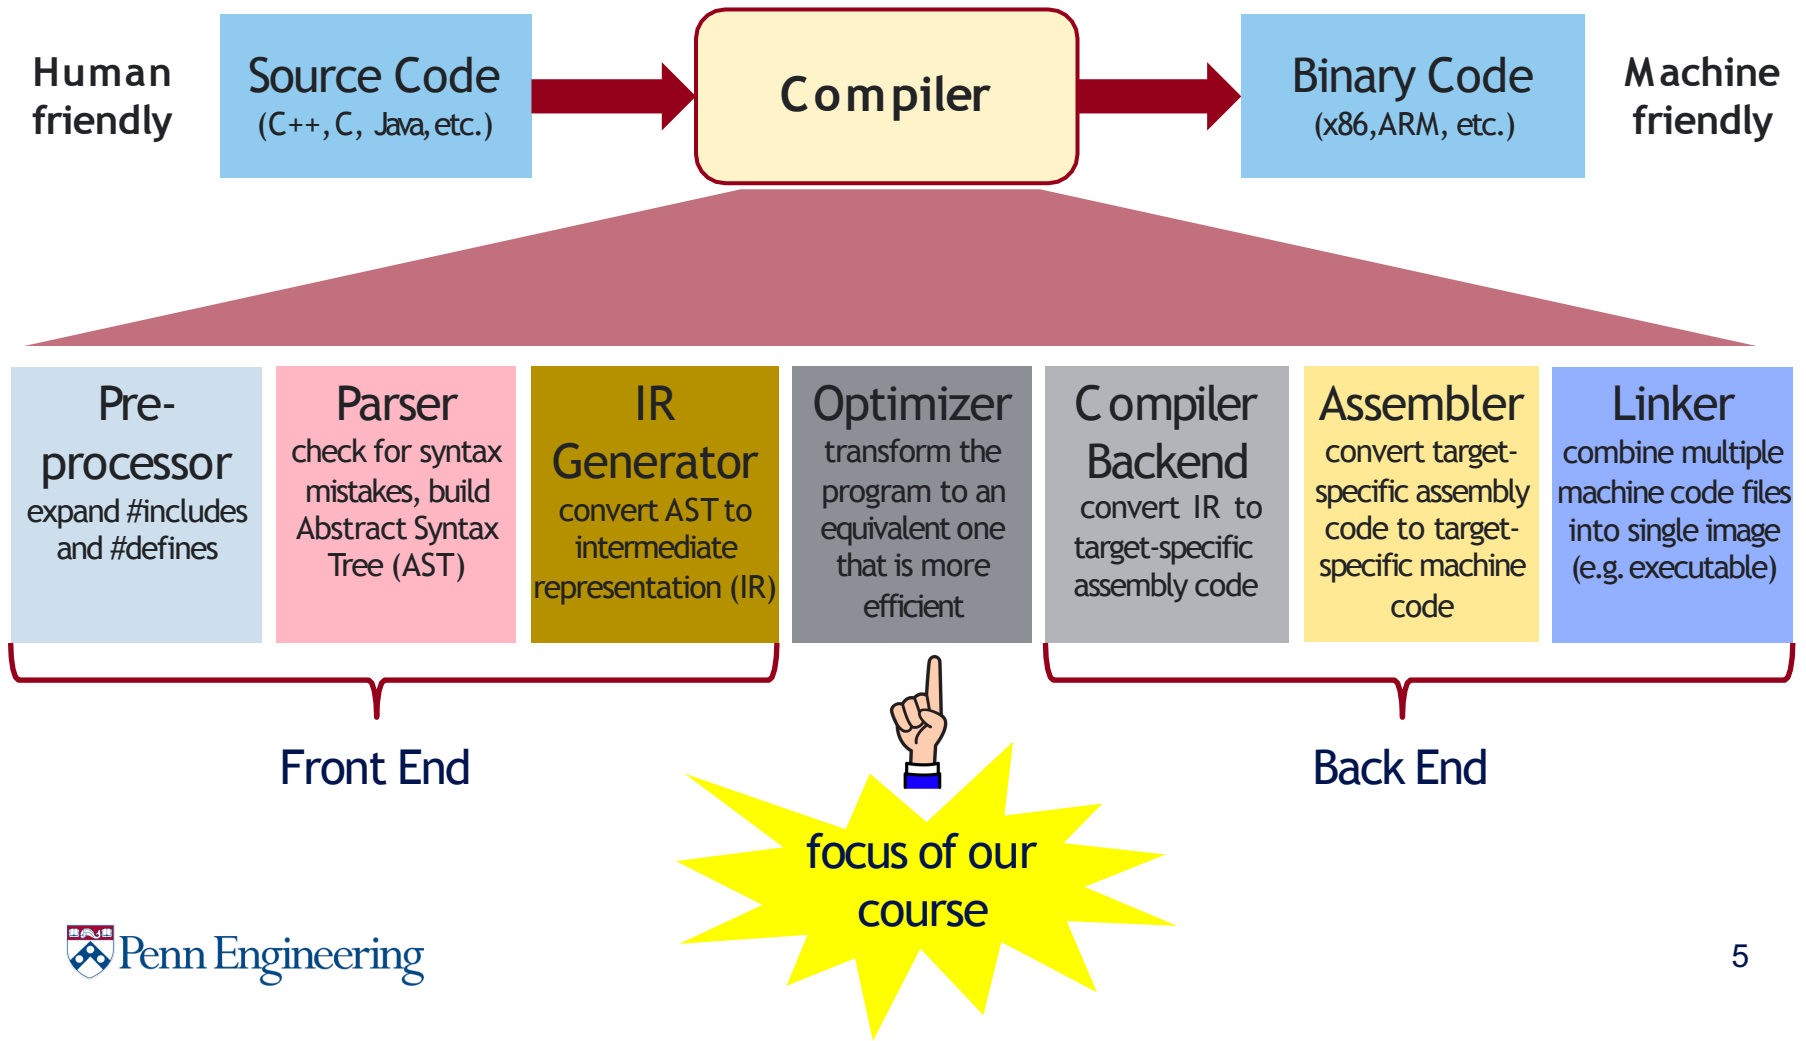 Human
friendly
Source Code
(C++, C, Java, etc.)
Compiler
Binary Code
(x86, ARM, etc.)
Machine
friendly
Pre-
processor
expand #includes
and #defines
Parser
check for syntax
mistakes, build
Abstract Syntax
Tree (AST)
IR
Generator
convert AST to
intermediate
representation (IR)
Optimizer
transform the
program to an
equivalent one
that is more
efficient
Compiler
Backend
convert IR to
target-specific
assembly code
Assembler
convert target-
specific assembly
code to target-
specific machine
code
Linker
combine multiple
machine code files
into single image
(e.g. executable)
Front End
Back End
focus of our
course
Penn Engineering
5